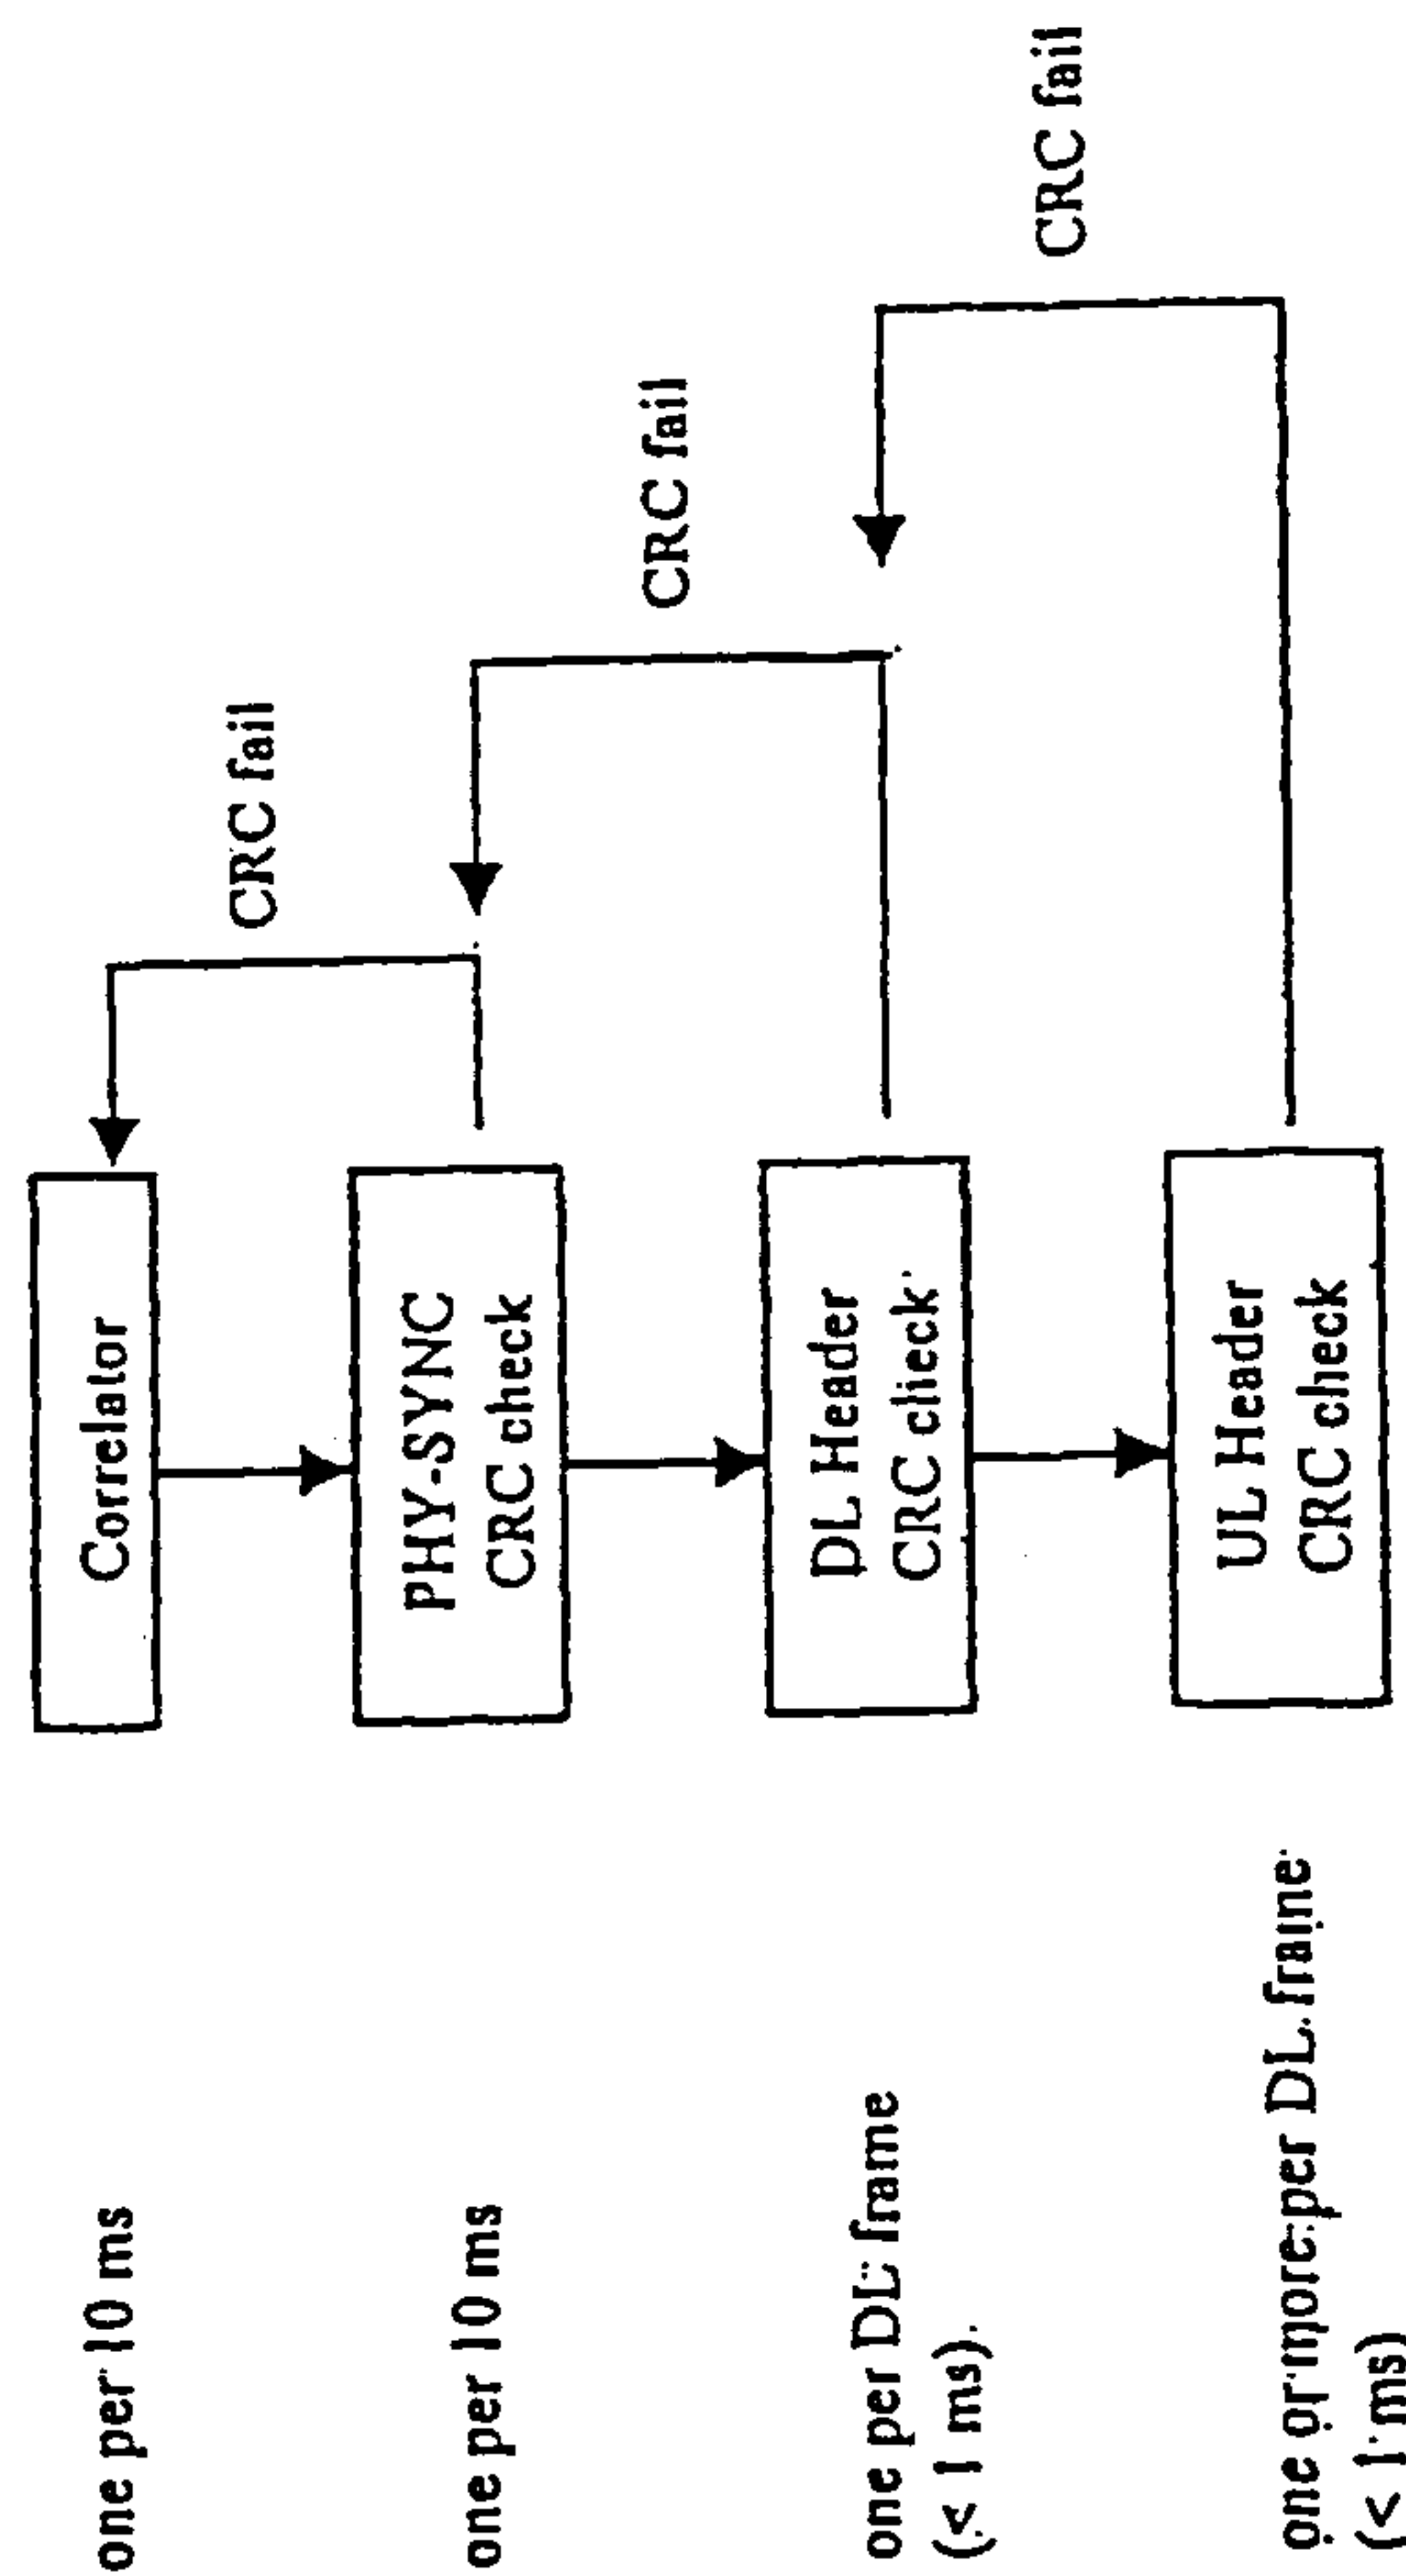 one per 10 ms
Correlator
CRC fail
one per 10 ms
PHY-SYNC
CRC check
CRC fail
one per DL frame
(< 1 ms).
DL Header
CRC check
CRC fail
one or more per DL frame
(< 1 ms)
UL Header
CRC check